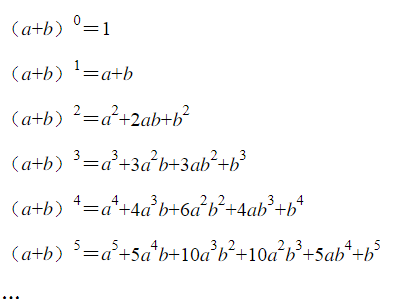 （a+b）⁰＝1
（a+b）¹＝a+b
（a+b）²＝a²+2ab+b²
（a+b）³＝a³+3a²b+3ab²+b³
（a+b）⁴＝a⁴+4a³b+6a²b²+4ab³+b⁴
（a+b）⁵＝a⁵+5a⁴b+10a³b²+10a²b³+5ab⁴+b⁵
…